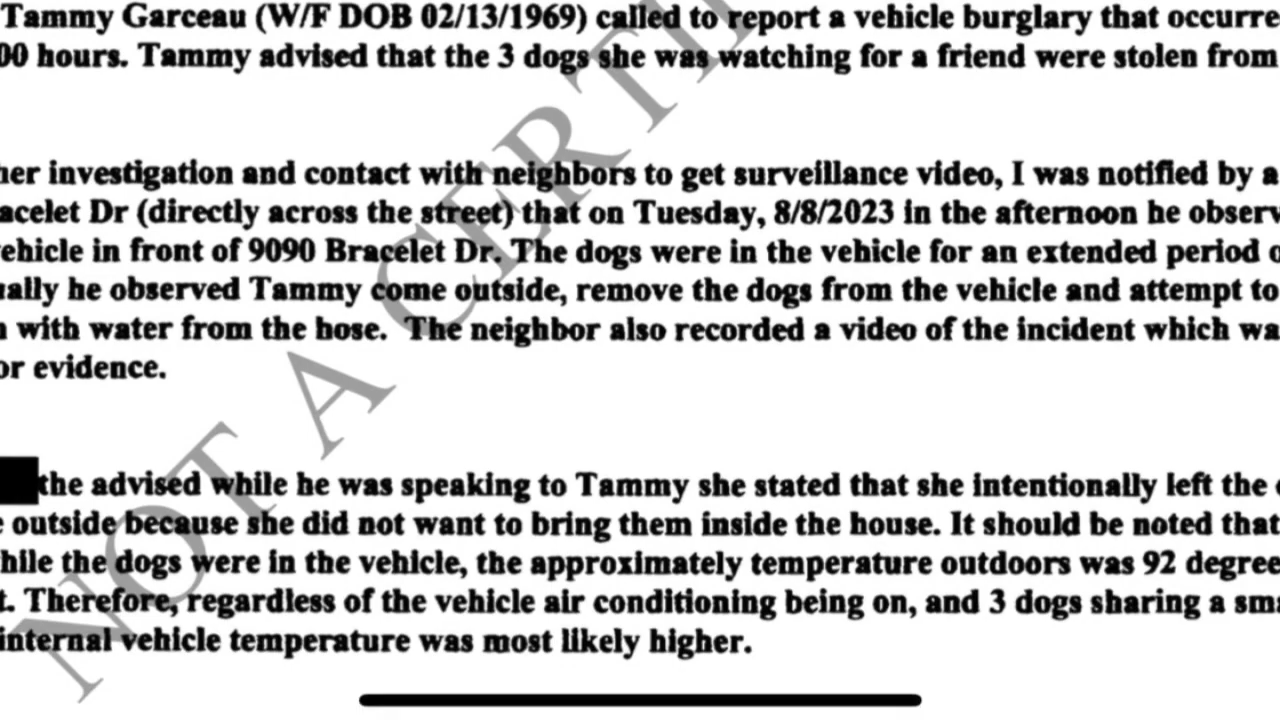 Tammy Garceau (W/F DOB 02/13/1969) called to report a vehicle burglary that occurre
00 hours. Tammy advised that the 3 dogs she was watching for a friend were stolen from
her investigation and contact with neighbors to get surveillance video, I was notified by a
acelet Dr (directly across the street) that on Tuesday, 8/8/2023 in the afternoon he observ
ehicle in front of 9090 Bracelet Dr. The dogs were in the vehicle for an extended period o
ually he observed Tammy come outside, remove the dogs from the vehicle and attempt to
with water from the hose. The neighbor also recorded a video of the incident which wa
or evidence.
the advised while he was speaking to Tammy she stated that she intentionally left the
e outside because she did not want to bring them inside the house. It should be noted that
hile the dogs were in the vehicle, the approximately temperature outdoors was 92 degree
t. Therefore, regardless of the vehicle air conditioning being on, and 3 dogs sharing a sma
internal vehicle temperature was most likely higher.
NOT A CERTI